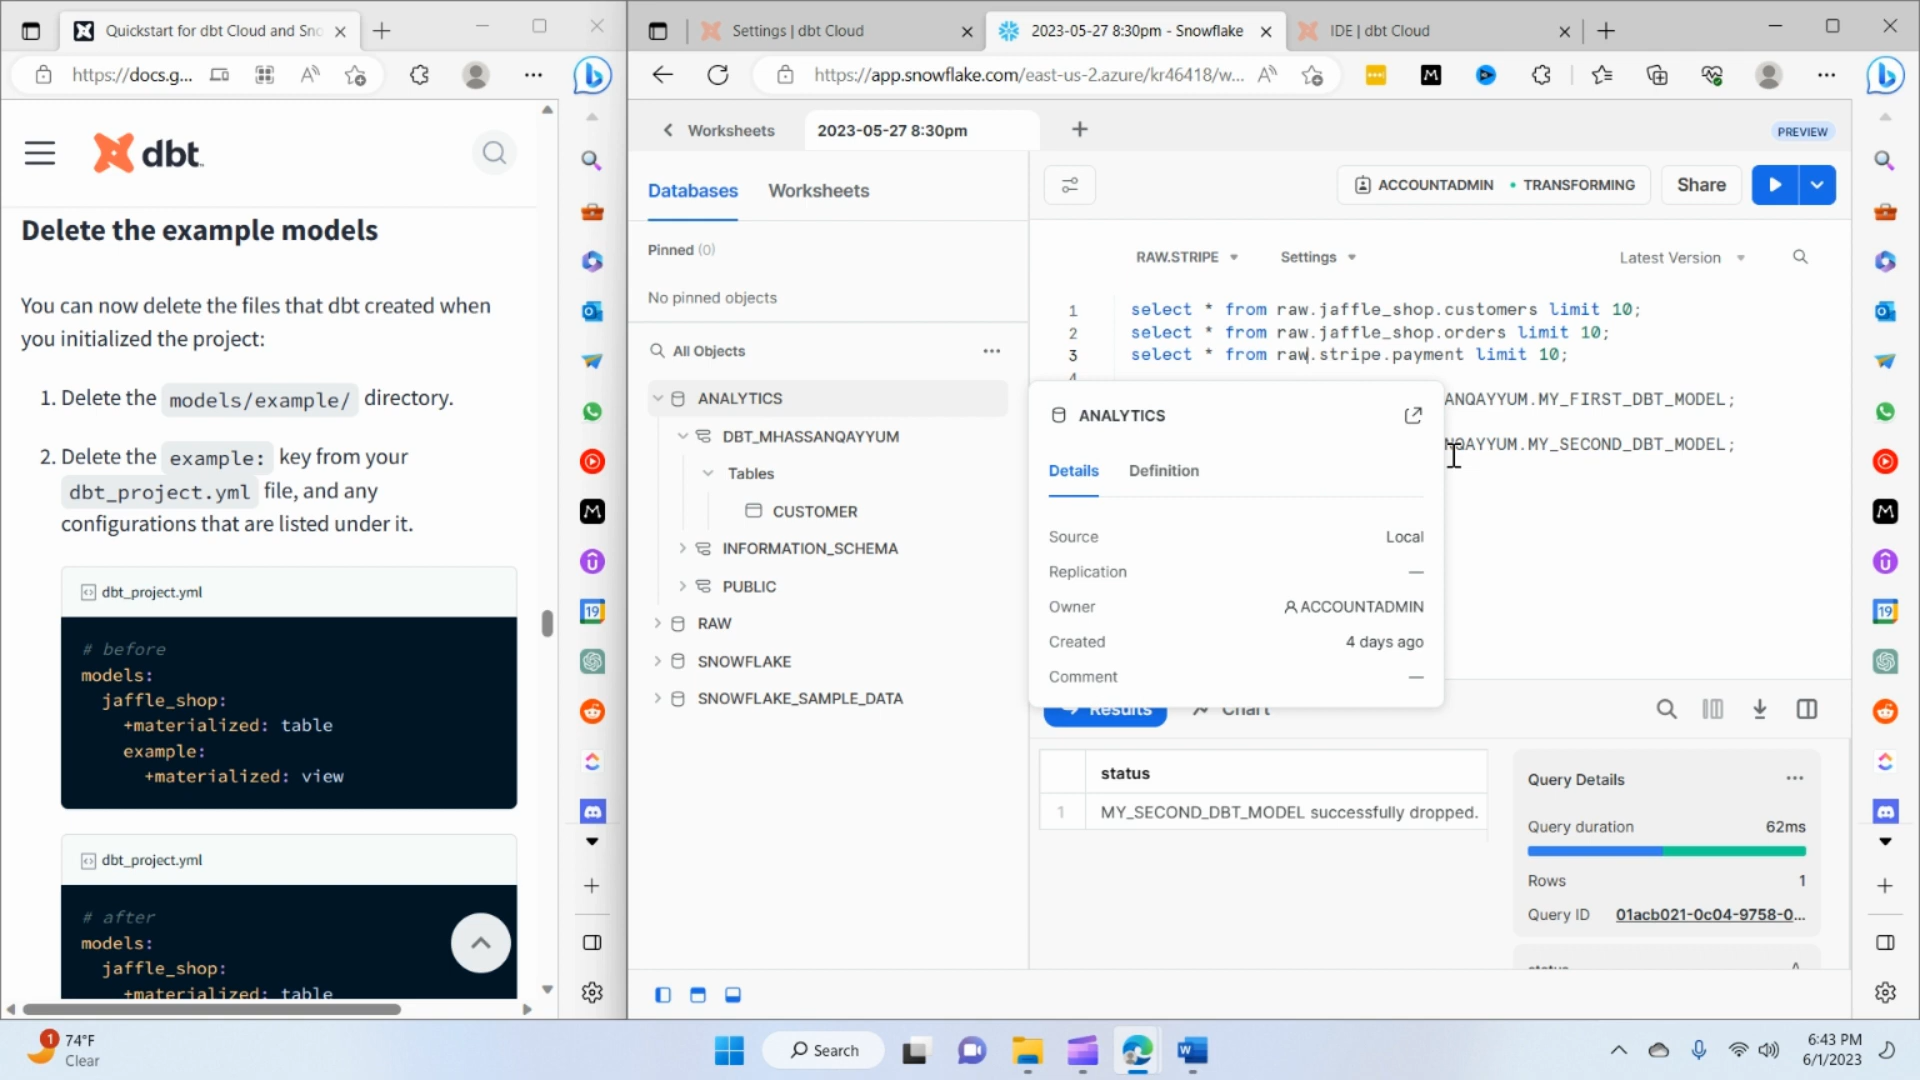 Quickstart for dbt Cloud and Sno
https://docs.g...
dbt
Delete the example models
You can now delete the files that dbt created when
you initialized the project:
1. Delete the models/example/ directory.
2. Delete the example: key from your
dbt_project.yml file, and any
configurations that are listed under it.
dbt_project.yml
# before
models:
jaffle_shop:
+materialized: table
example:
+materialized: view
dbt_project.yml
# after
models:
jaffle_shop:
+materialized: table
Settings | dbt Cloud
2023-05-27 8:30pm - Snowflake
IDE | dbt Cloud
https://app.snowflake.com/east-us-2.azure/kr46418/w...
Worksheets
2023-05-27 8:30pm
PREVIEW
Databases
Worksheets
ACCOUNTADMIN • TRANSFORMING
Share
Pinned (0)
No pinned objects
All Objects
ANALYTICS
DBT_MHASSANQAYYUM
Tables
CUSTOMER
INFORMATION_SCHEMA
PUBLIC
RAW
SNOWFLAKE
SNOWFLAKE_SAMPLE_DATA
RAW.STRIPE
Settings
Latest Version
1 select * from raw.jaffle_shop.customers limit 10;
2 select * from raw.jaffle_shop.orders limit 10;
3 select * from raw.stripe.payment limit 10;
4
ANQAYYUM.MY_FIRST_DBT_MODEL;
NQAYYUM.MY_SECOND_DBT_MODEL;
ANALYTICS
Details
Definition
Source Local
Replication —
Owner ACCOUNTADMIN
Created 4 days ago
Comment —
Results
Chart
status
1 MY_SECOND_DBT_MODEL successfully dropped.
Query Details
Query duration 62ms
Rows 1
Query ID 01acb021-0c04-9758-0...
status
A
19
19
1
74°F
Clear
Search
6:43 PM
6/1/2023